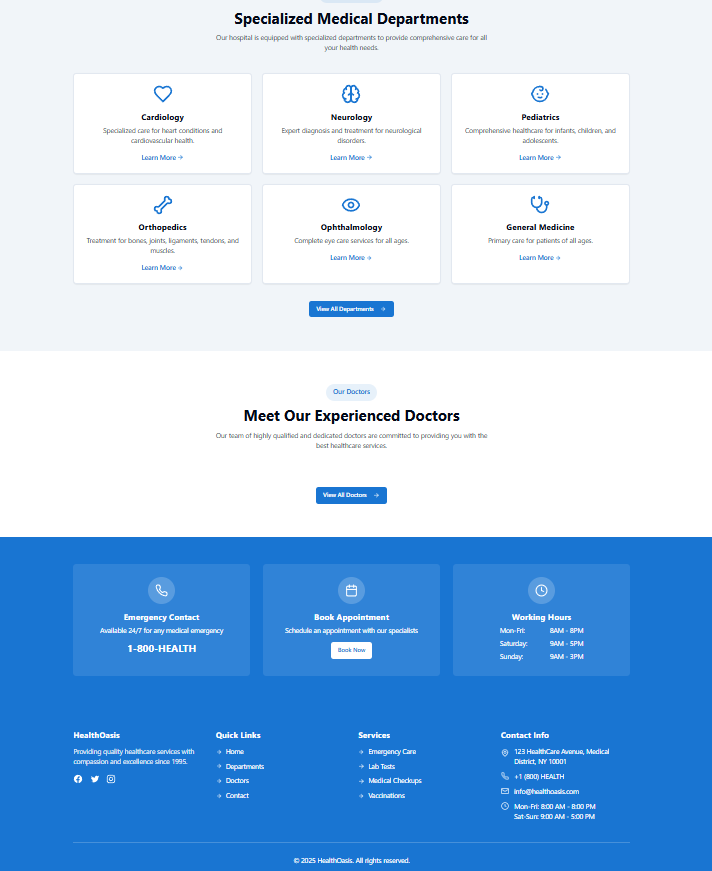 Specialized Medical Departments
Our hospital is equipped with specialized departments to provide comprehensive care for all
your health needs.
Cardiology
Specialized care for heart conditions and
cardiovascular health.
Learn More →
Neurology
Expert diagnosis and treatment for neurological
disorders.
Learn More →
Pediatrics
Comprehensive healthcare for infants, children, and
adolescents.
Learn More →
Orthopedics
Treatment for bones, joints, ligaments, tendons, and
muscles.
Learn More →
Ophthalmology
Complete eye care services for all ages.
Learn More →
General Medicine
Primary care for patients of all ages.
Learn More →
View All Departments →
Our Doctors
Meet Our Experienced Doctors
Our team of highly qualified and dedicated doctors are committed to providing you with the
best healthcare services.
View All Doctors →
Emergency Contact
Available 24/7 for any medical emergency
1-800-HEALTH
Book Appointment
Schedule an appointment with our specialists
Book Now
Working Hours
Mon-Fri: 8AM - 8PM
Saturday: 9AM - 5PM
Sunday: 9AM - 3PM
HealthOasis
Providing quality healthcare services with
compassion and excellence since 1995.
Quick Links
→ Home
→ Departments
→ Doctors
→ Contact
Services
→ Emergency Care
→ Lab Tests
→ Medical Checkups
→ Vaccinations
Contact Info
123 HealthCare Avenue, Medical
District, NY 10001
+1 (800) HEALTH
info@healthoasis.com
Mon-Fri: 8:00 AM - 8:00 PM
Sat-Sun: 9:00 AM - 5:00 PM
© 2025 HealthOasis. All rights reserved.